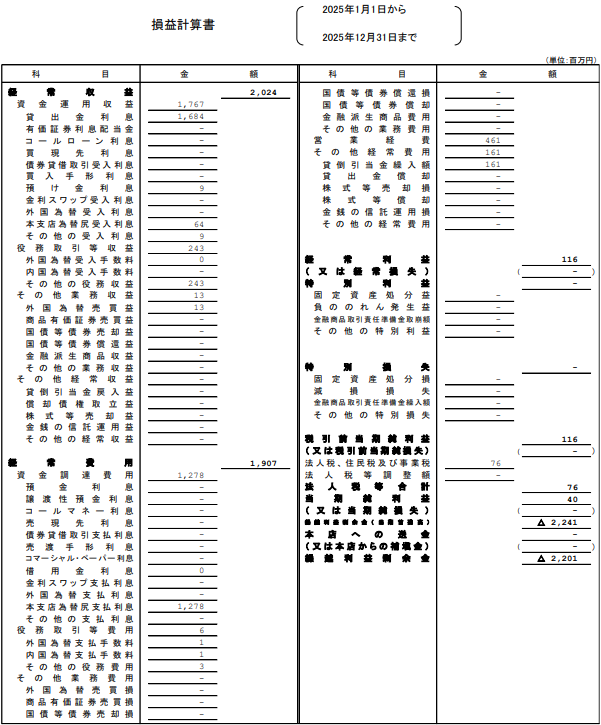 損益計算書
2025年1月1日から
2025年12月31日まで
(単位:百万円)
科 目 金 額
経常収益 2,024
資金運用収益 1,767
貸出金利息 1,684
有価証券利息配当金 -
コールローン利息 -
買現先利息 -
債券貸借取引受入利息 -
買入手形利息 -
預け金利息 9
金利スワップ受入利息 -
外国為替受入利息 -
本支店為替尻受入利息 64
その他の受入利息 9
役務取引等収益 243
外国為替受入手数料 0
内国為替受入手数料 -
その他の役務収益 243
その他業務収益 13
外国為替売買益 13
商品有価証券売買益 -
国債等債券売却益 -
国債等債券償還益 -
金融派生商品収益 -
その他の業務収益 -
その他経常収益 -
貸倒引当金戻入益 -
償却債権取立益 -
株式等売却益 -
金銭の信託運用益 -
その他の経常収益 -
経常費用 1,907
資金調達費用 1,278
預金利息 -
譲渡性預金利息 -
コールマネー利息 -
売現先利息 -
債券貸借取引支払利息 -
売渡手形利息 -
コマーシャル・ペーパー利息 -
借用金利息 0
金利スワップ支払利息 -
外国為替支払利息 -
本支店為替尻支払利息 1,278
その他の支払利息 -
役務取引等費用 6
外国為替支払手数料 1
内国為替支払手数料 1
その他の役務費用 3
その他業務費用 -
外国為替売買損 -
商品有価証券売買損 -
国債等債券売却損 -
科 目 金 額
国債等債券償還損 -
国債等債券償却 -
金融派生商品費用 -
その他の業務費用 -
営業経費 461
その他経常費用 161
貸倒引当金繰入額 161
貸出金償却 -
株式等売却損 -
株式等償却 -
金銭の信託運用損 -
その他の経常費用 -
経常利益 116
(又は経常損失) ( - )
特別利益 -
固定資産処分益 -
負ののれん発生益 -
金融商品取引責任準備金取崩額 -
その他の特別利益 -
特別損失 -
固定資産処分損 -
減損損失 -
金融商品取引責任準備金繰入額 -
その他の特別損失 -
税引前当期純利益 116
(又は税引前当期純損失) ( - )
法人税、住民税及び事業税 76
法人税等調整額 -
法人税等合計 76
当期純利益 40
(又は当期純損失) ( - )
繰越利益剰余金(当期首残高) △ 2,241
本店への送金 -
(又は本店からの補填金) ( - )
繰越利益剰余金 △ 2,201